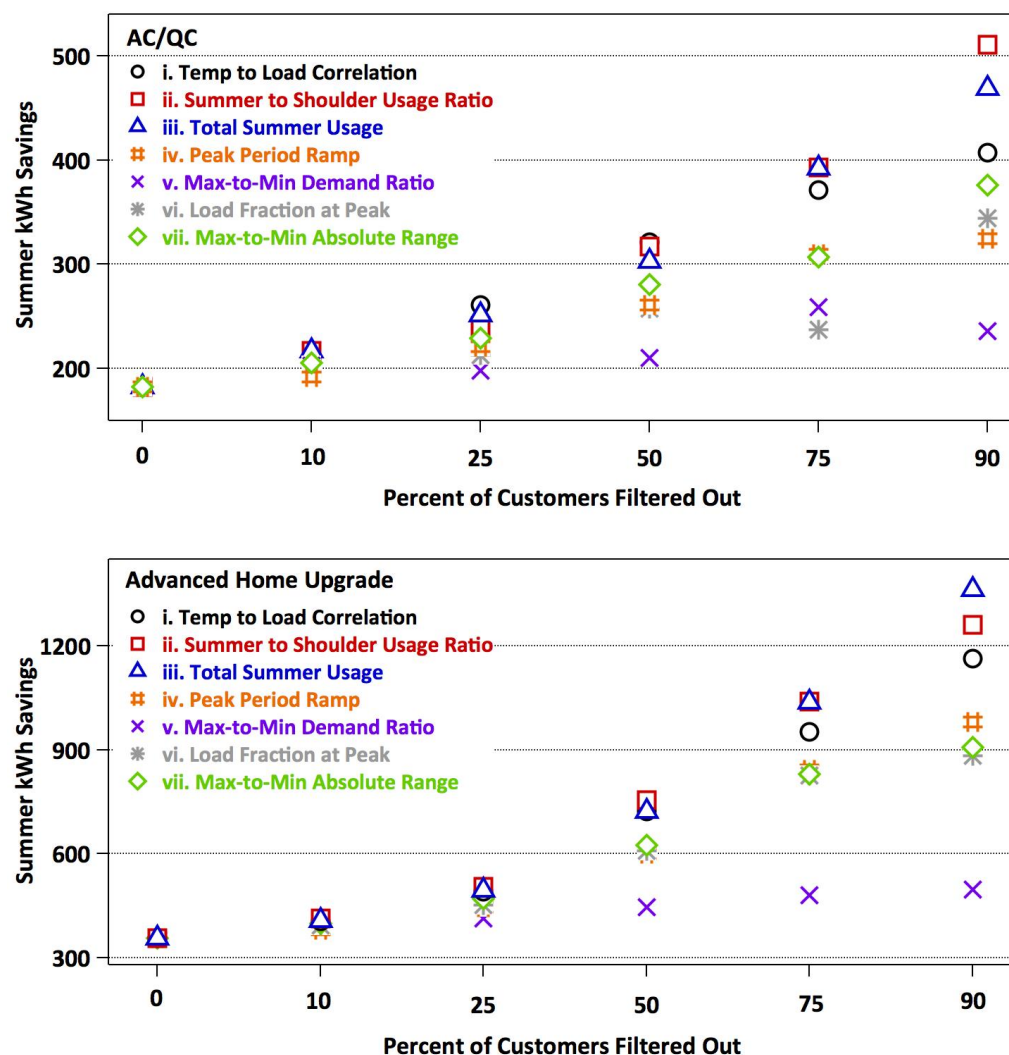 AC/QC
i. Temp to Load Correlation
ii. Summer to Shoulder Usage Ratio
iii. Total Summer Usage
iv. Peak Period Ramp
v. Max-to-Min Demand Ratio
vi. Load Fraction at Peak
vii. Max-to-Min Absolute Range
Summer kWh Savings
500
400
300
200
0 10 25 50 75 90
Percent of Customers Filtered Out
Advanced Home Upgrade
i. Temp to Load Correlation
ii. Summer to Shoulder Usage Ratio
iii. Total Summer Usage
iv. Peak Period Ramp
v. Max-to-Min Demand Ratio
vi. Load Fraction at Peak
vii. Max-to-Min Absolute Range
Summer kWh Savings
1200
900
600
300
0 10 25 50 75 90
Percent of Customers Filtered Out